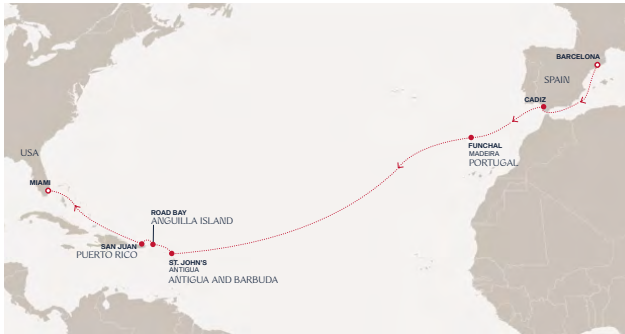 BARCELONA
SPAIN
CADIZ
FUNCHAL
MADEIRA
PORTUGAL
USA
MIAMI
ROAD BAY
ANGUILLA ISLAND
SAN JUAN
PUERTO RICO
ST. JOHN'S
ANTIGUA
ANTIGUA AND BARBUDA